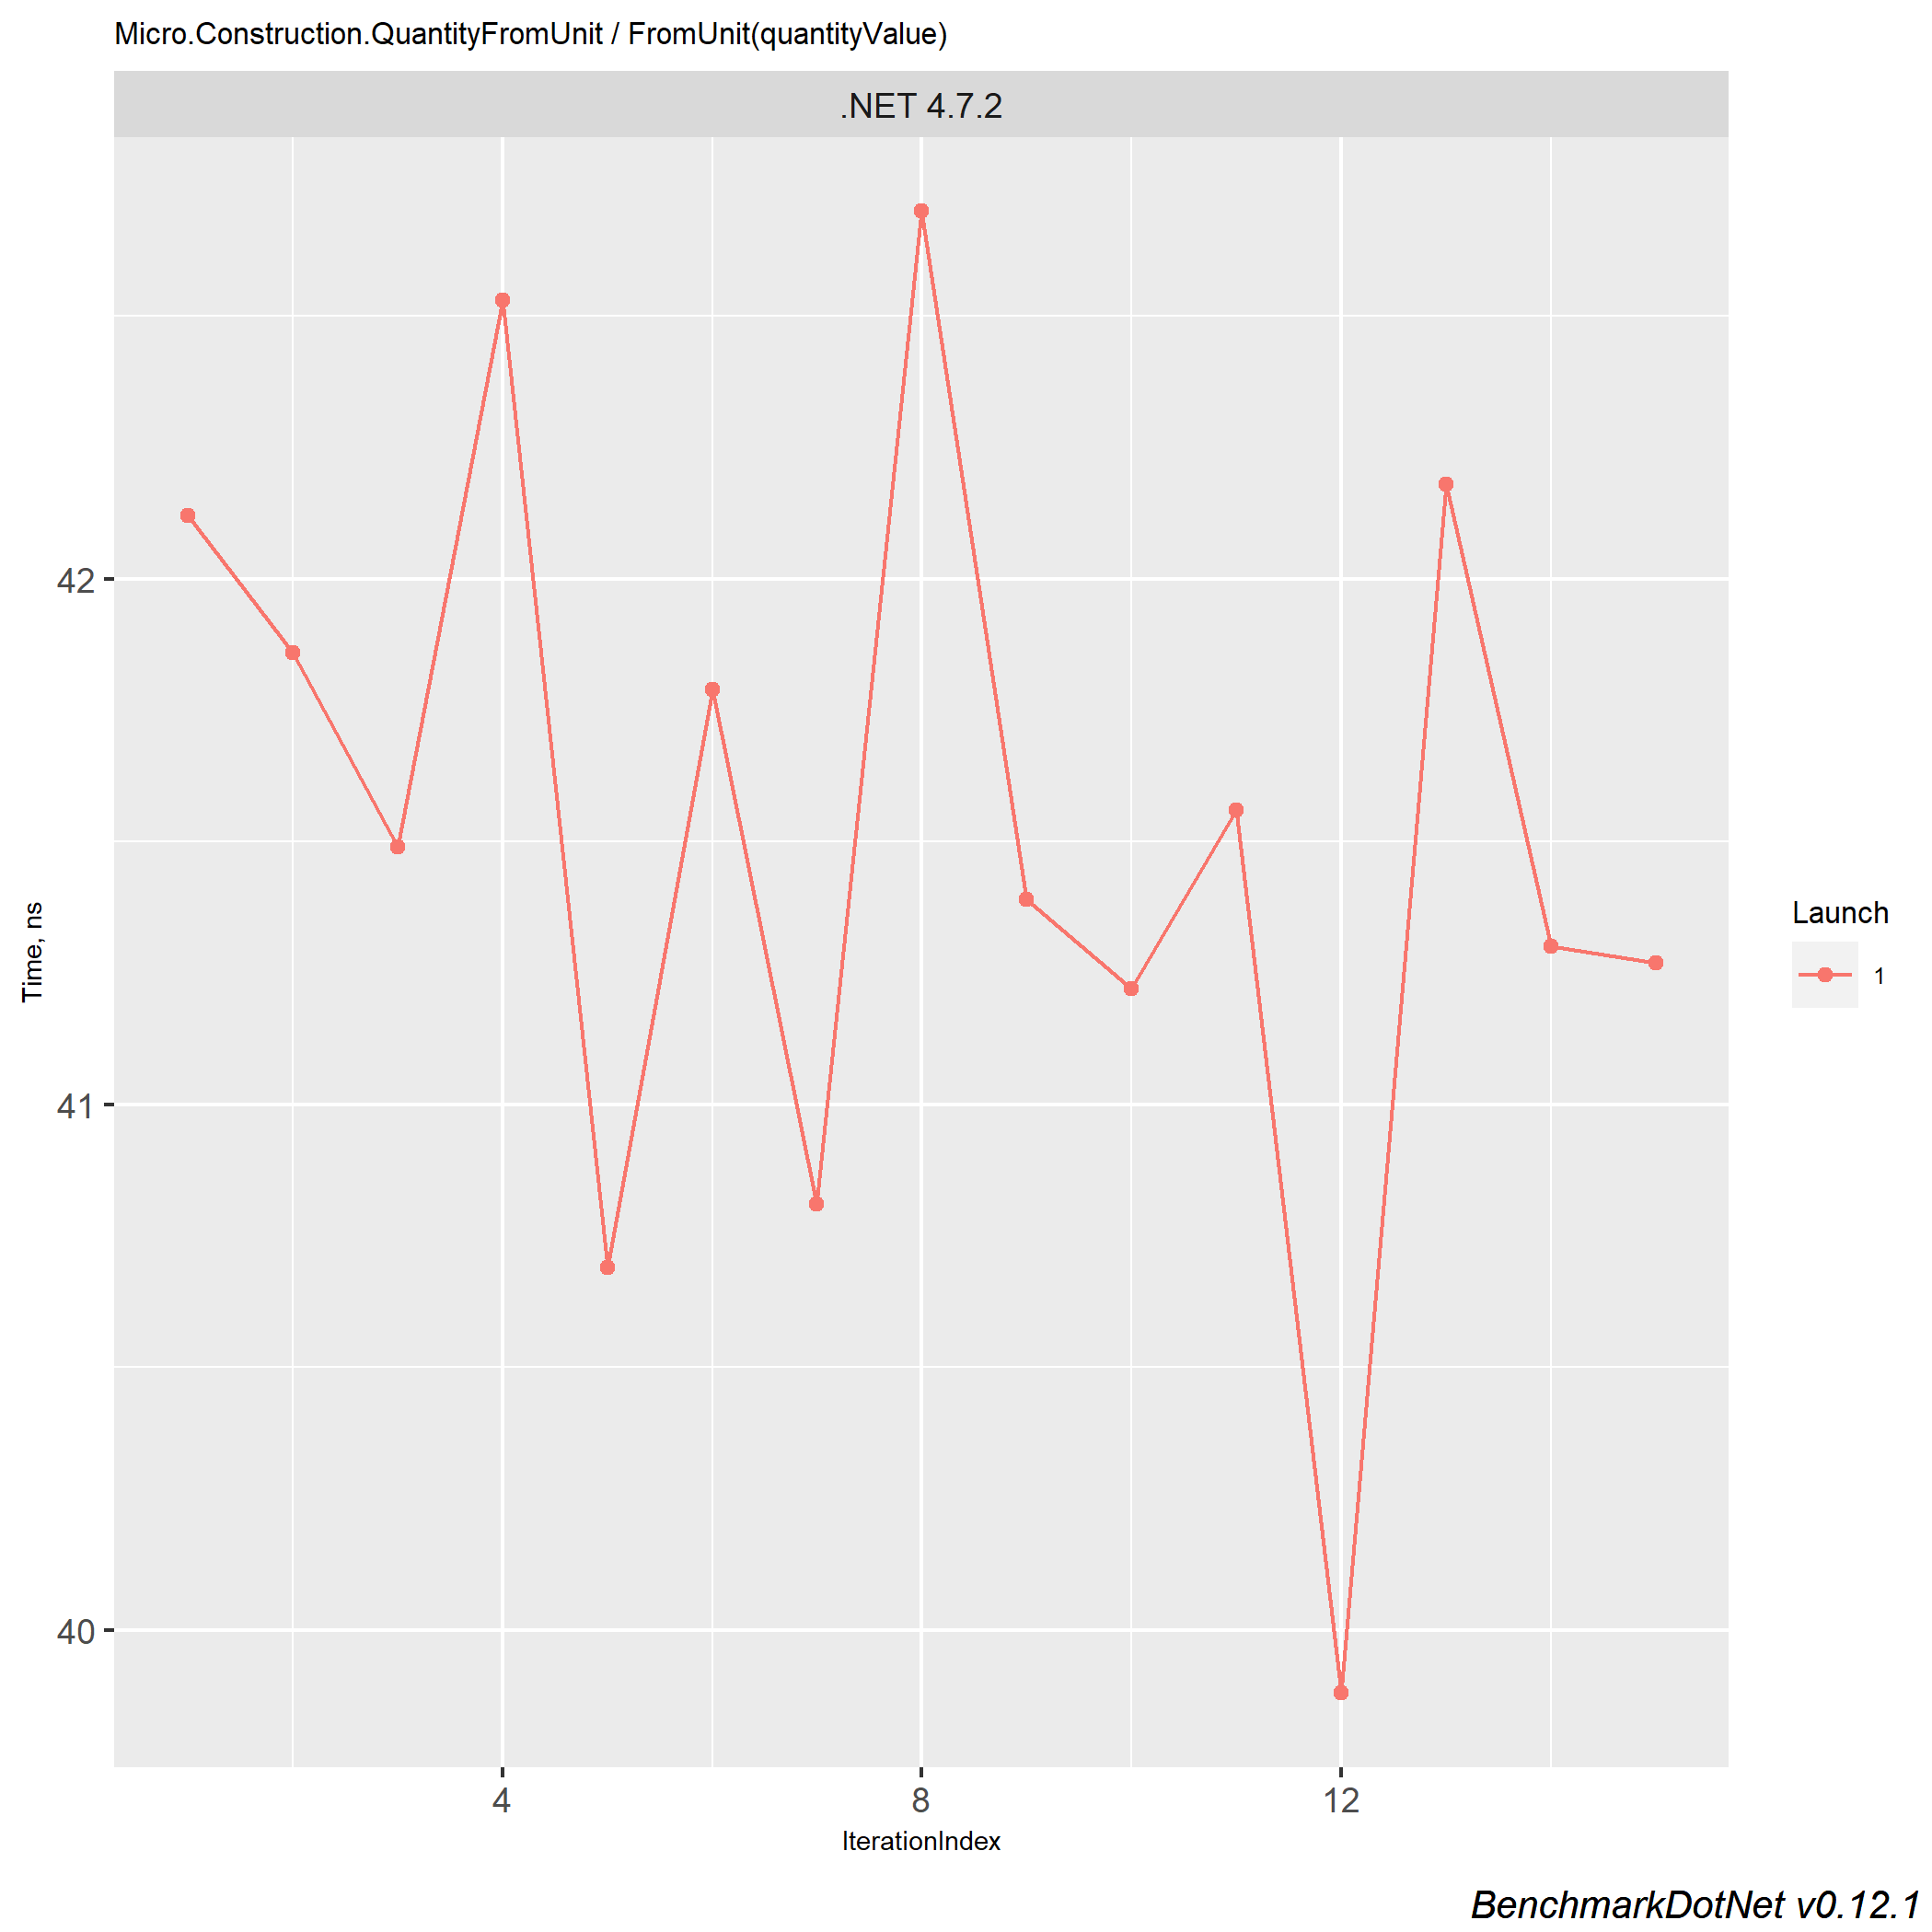 Micro.Construction.QuantityFromUnit / FromUnit(quantityValue)
.NET 4.7.2
42
41
40
Time, ns
4 8 12
IterationIndex
Launch
1
BenchmarkDotNet v0.12.1